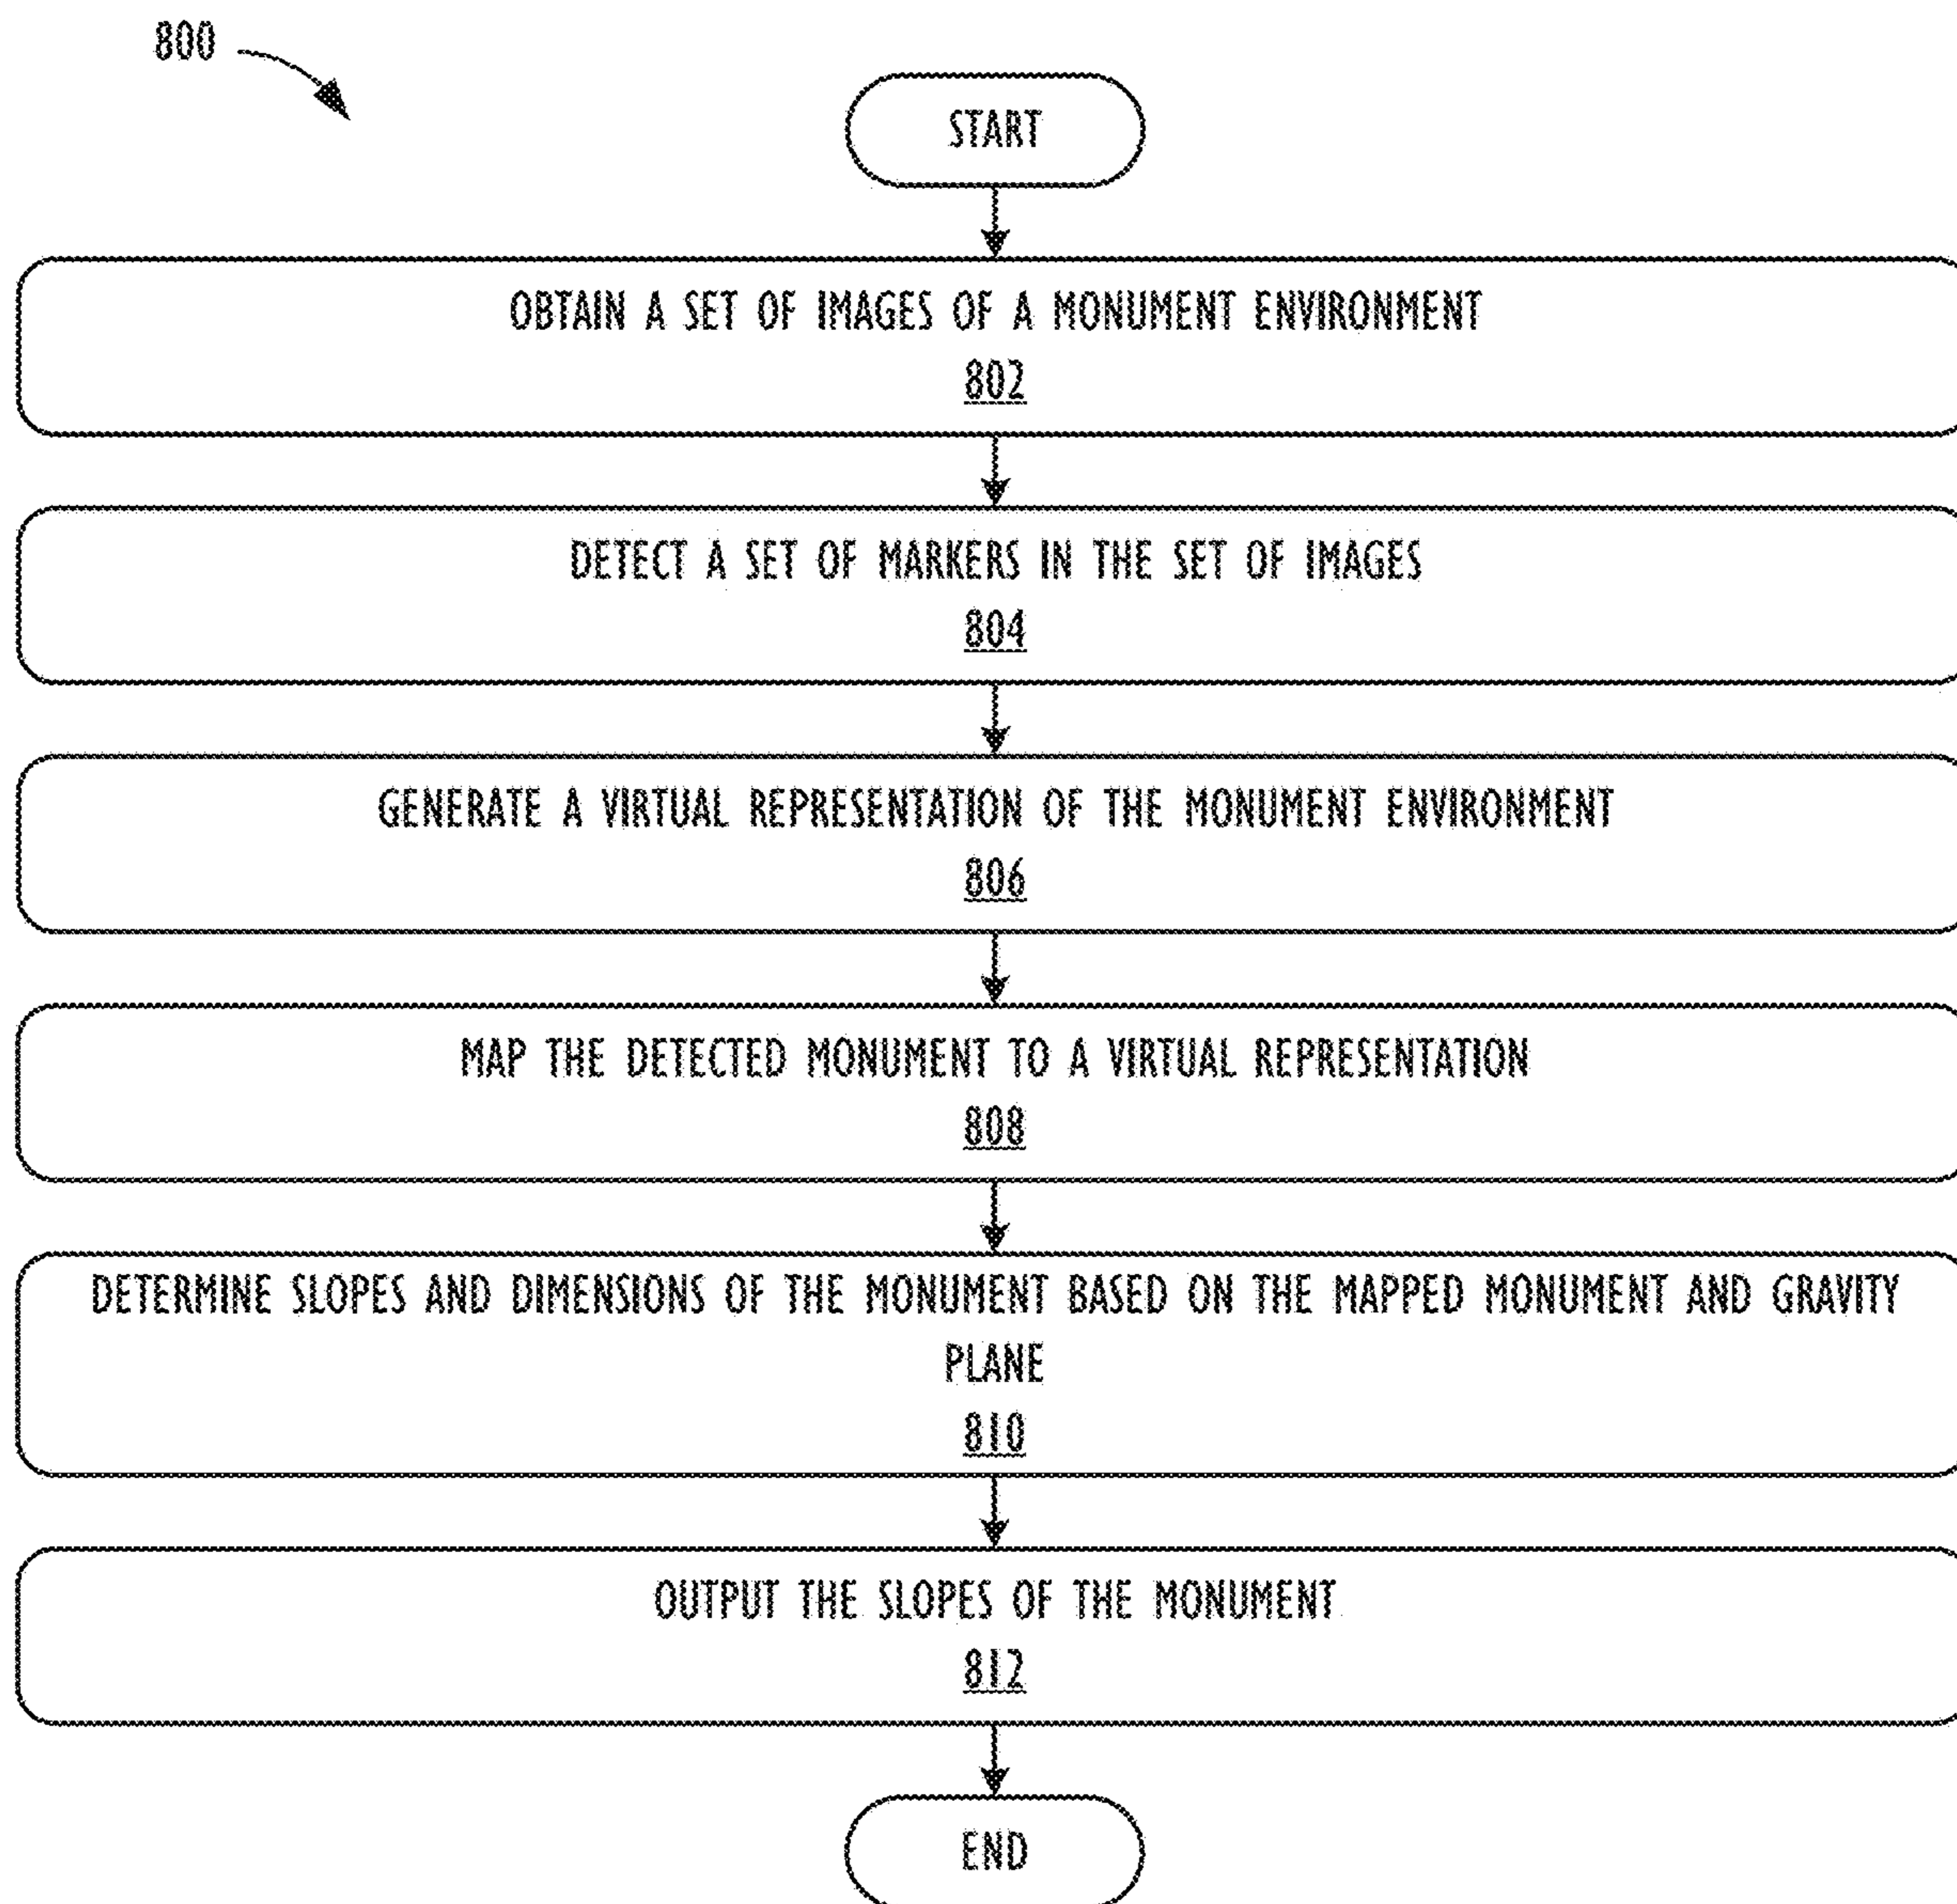 800
START
OBTAIN A SET OF IMAGES OF A MONUMENT ENVIRONMENT
802
DETECT A SET OF MARKERS IN THE SET OF IMAGES
804
GENERATE A VIRTUAL REPRESENTATION OF THE MONUMENT ENVIRONMENT
806
MAP THE DETECTED MONUMENT TO A VIRTUAL REPRESENTATION
808
DETERMINE SLOPES AND DIMENSIONS OF THE MONUMENT BASED ON THE MAPPED MONUMENT AND GRAVITY
PLANE
810
OUTPUT THE SLOPES OF THE MONUMENT
812
END